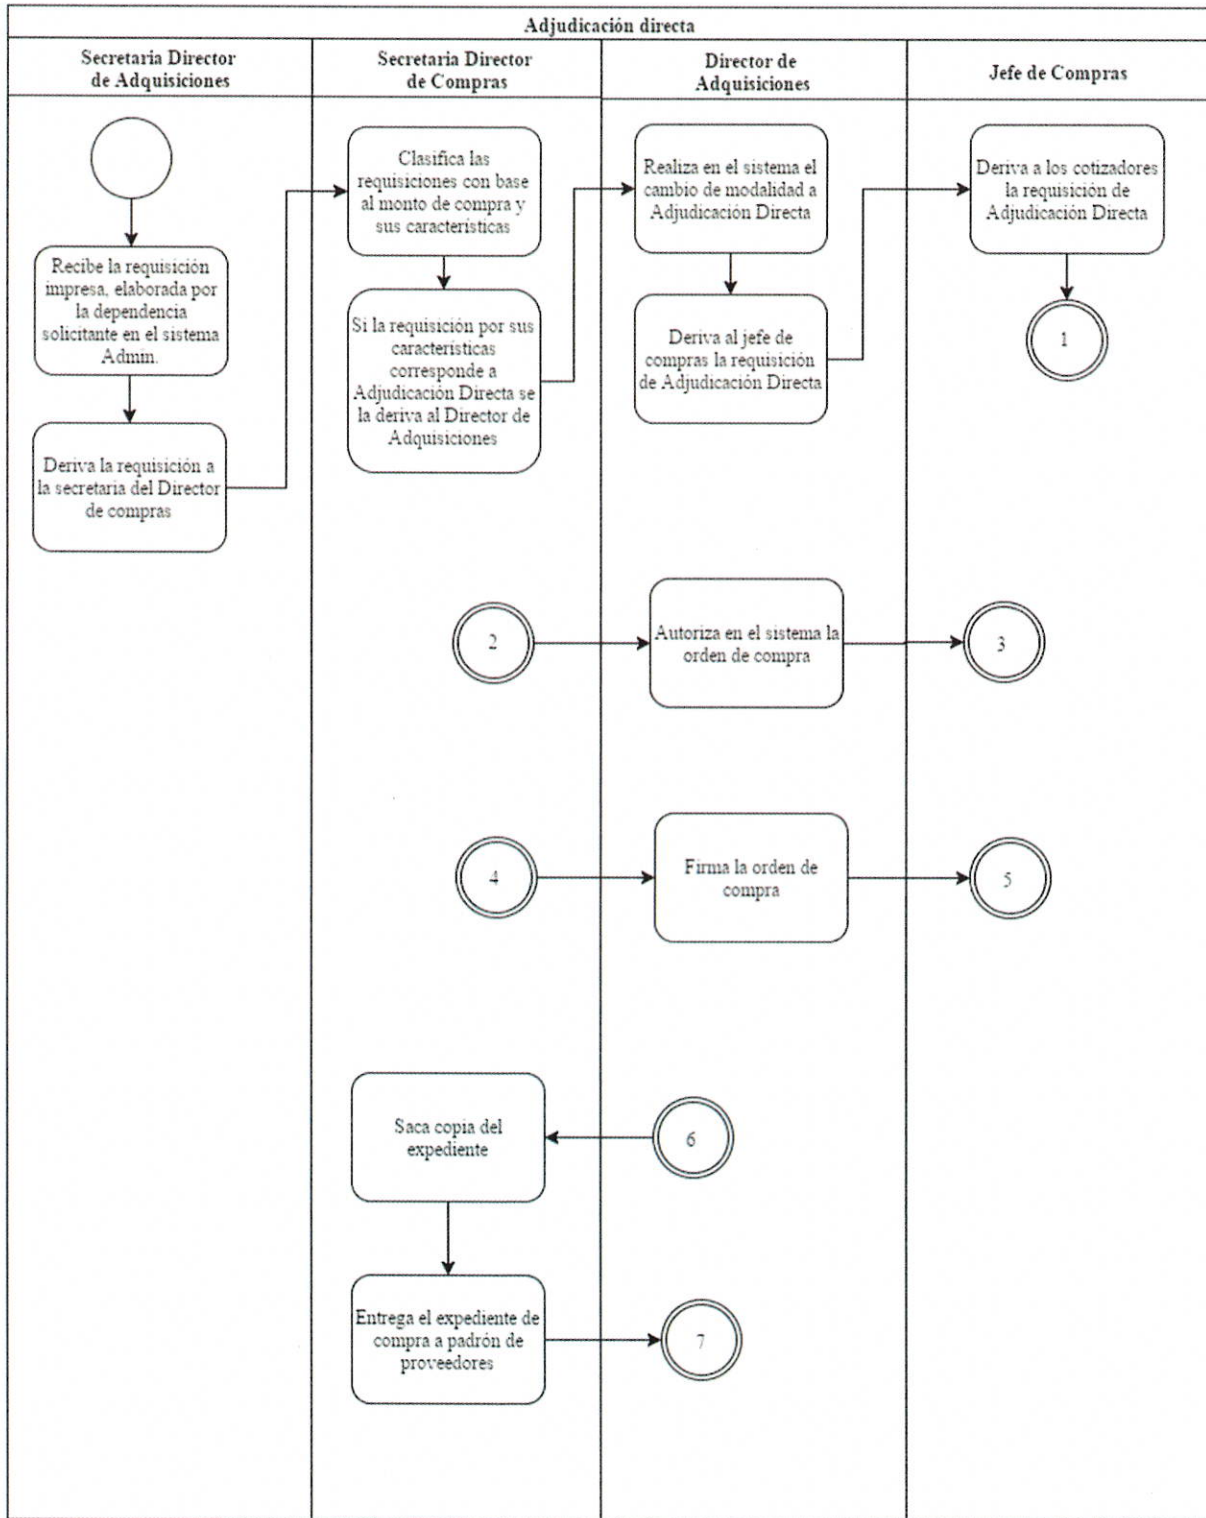 Adjudicación directa
Secretaria Director
de Adquisiciones
Secretaria Director
de Compras
Director de
Adquisiciones
Jefe de Compras
Recibe la requisición
impresa, elaborada por
la dependencia
solicitante en el sistema
Admin.
Deriva la requisición a
la secretaria del Director
de compras
Clasifica las
requisiciones con base
al monto de compra y
sus características
Si la requisición por sus
características
corresponde a
Adjudicación Directa se
la deriva al Director de
Adquisiciones
Realiza en el sistema el
cambio de modalidad a
Adjudicación Directa
Deriva al jefe de
compras la requisición
de Adjudicación Directa
Deriva a los cotizadores
la requisición de
Adjudicación Directa
1
2
Autoriza en el sistema la
orden de compra
3
4
Firma la orden de
compra
5
6
Saca copia del
expediente
Entrega el expediente de
compra a padrón de
proveedores
7